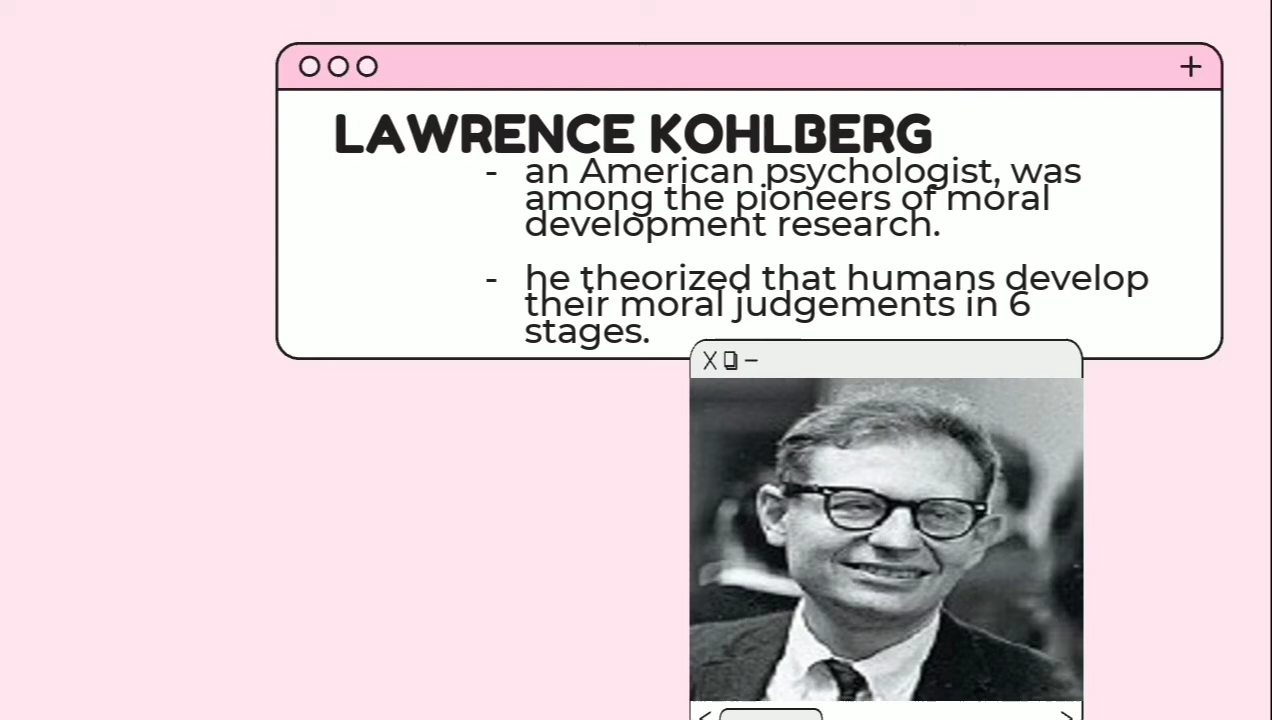 LAWRENCE KOHLBERG
- an American psychologist, was
among the pioneers of moral
development research.
- he theorized that humans develop
their moral judgements in 6
stages.